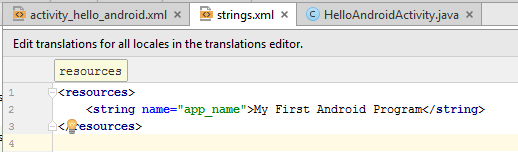 activity_hello_android.xml strings.xml HelloAndroidActivity.java
Edit translations for all locales in the translations editor.
resources
1 <resources>
2 <string name="app_name">My First Android Program</string>
3 </resources>
4